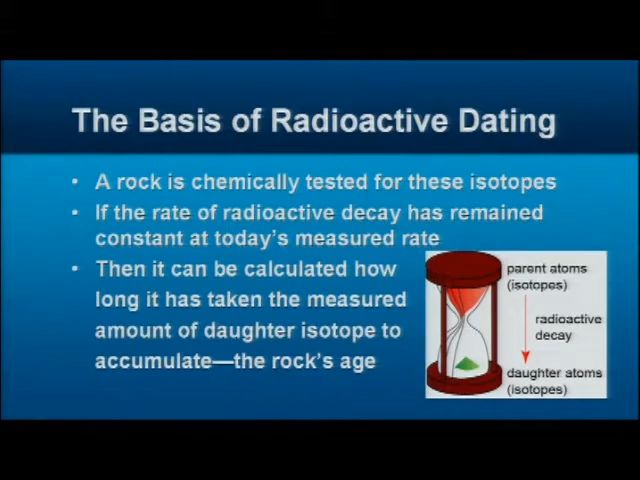 The Basis of Radioactive Dating
• A rock is chemically tested for these isotopes
• If the rate of radioactive decay has remained
constant at today's measured rate
• Then it can be calculated how
long it has taken the measured
amount of daughter isotope to
accumulate—the rock's age
parent atoms
(isotopes)
radioactive
decay
daughter atoms
(isotopes)